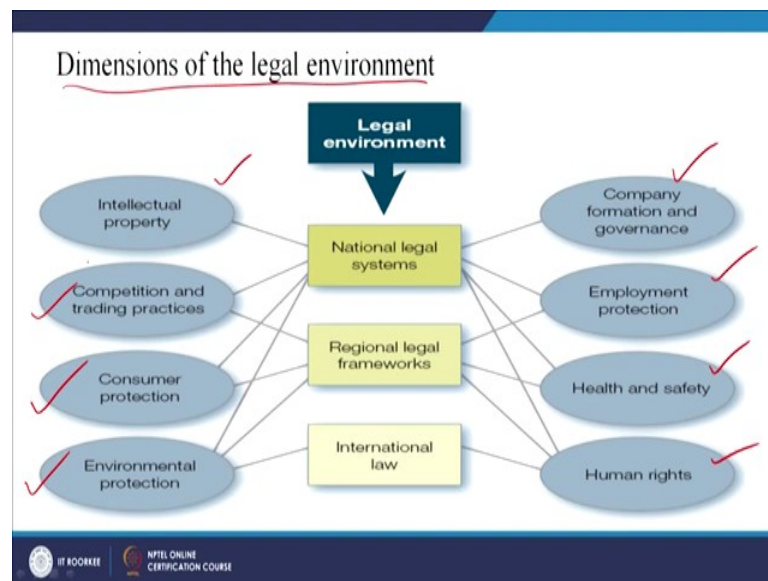 Dimensions of the legal environment
Legal
environment
Intellectual
property
Competition and
trading practices
Consumer
protection
Environmental
protection
National legal
systems
Regional legal
frameworks
International
law
Company
formation and
governance
Employment
protection
Health and safety
Human rights
IIT ROORKEE
NPTEL ONLINE
CERTIFICATION COURSE